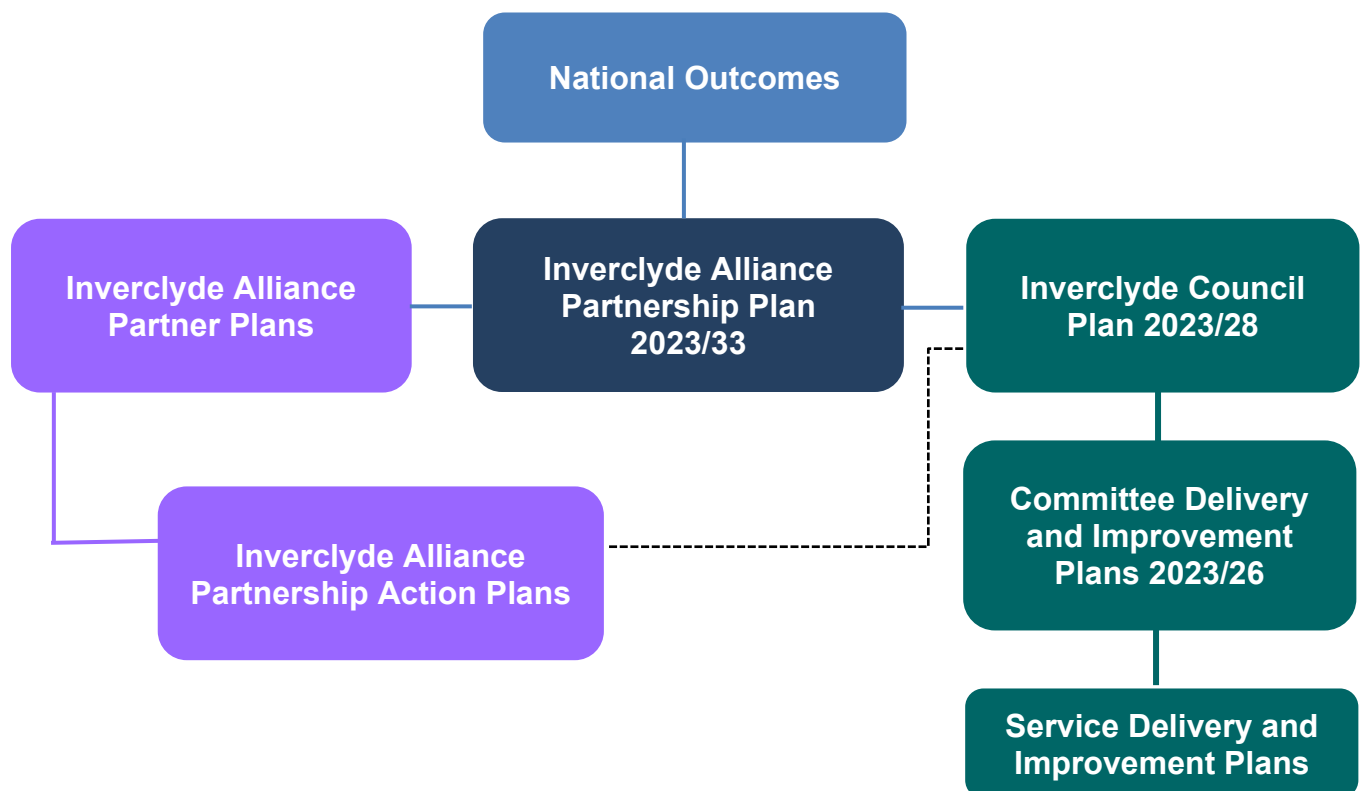 National Outcomes
Inverclyde Alliance
Partner Plans
Inverclyde Alliance
Partnership Plan
2023/33
Inverclyde Council
Plan 2023/28
Inverclyde Alliance
Partnership Action Plans
Committee Delivery
and Improvement
Plans 2023/26
Service Delivery and
Improvement Plans